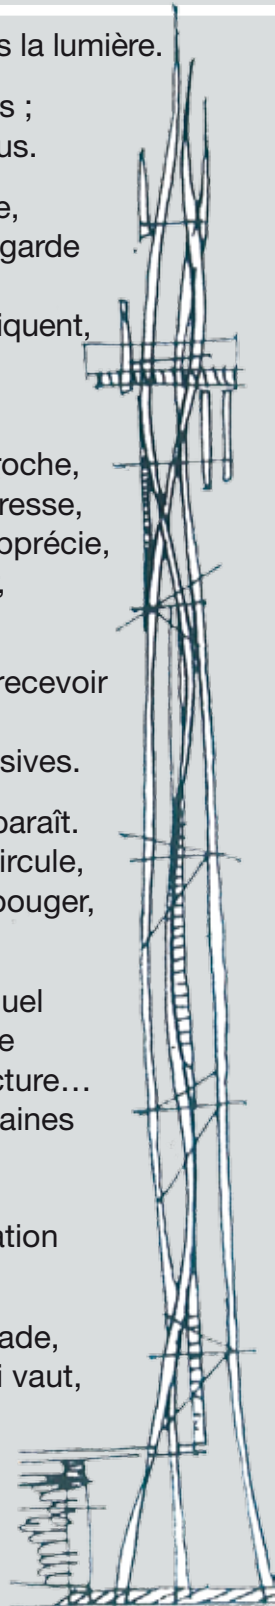 s la lumière.
s ;
us.
e,
garde
iquent,
roche,
resse,
pprécie,
,
recevoir
sives.
paraît.
ircule,
bouger,
uel
e
cture…
aines
ation
ade,
i vaut,